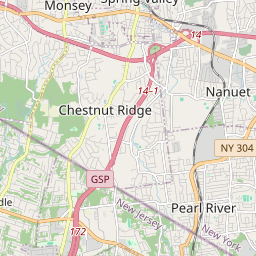 Spring Valley
Monsey
14
14-1
Nanuet
Chestnut Ridge
NY 304
GSP
dle
New Jersey
New York
Pearl River
172